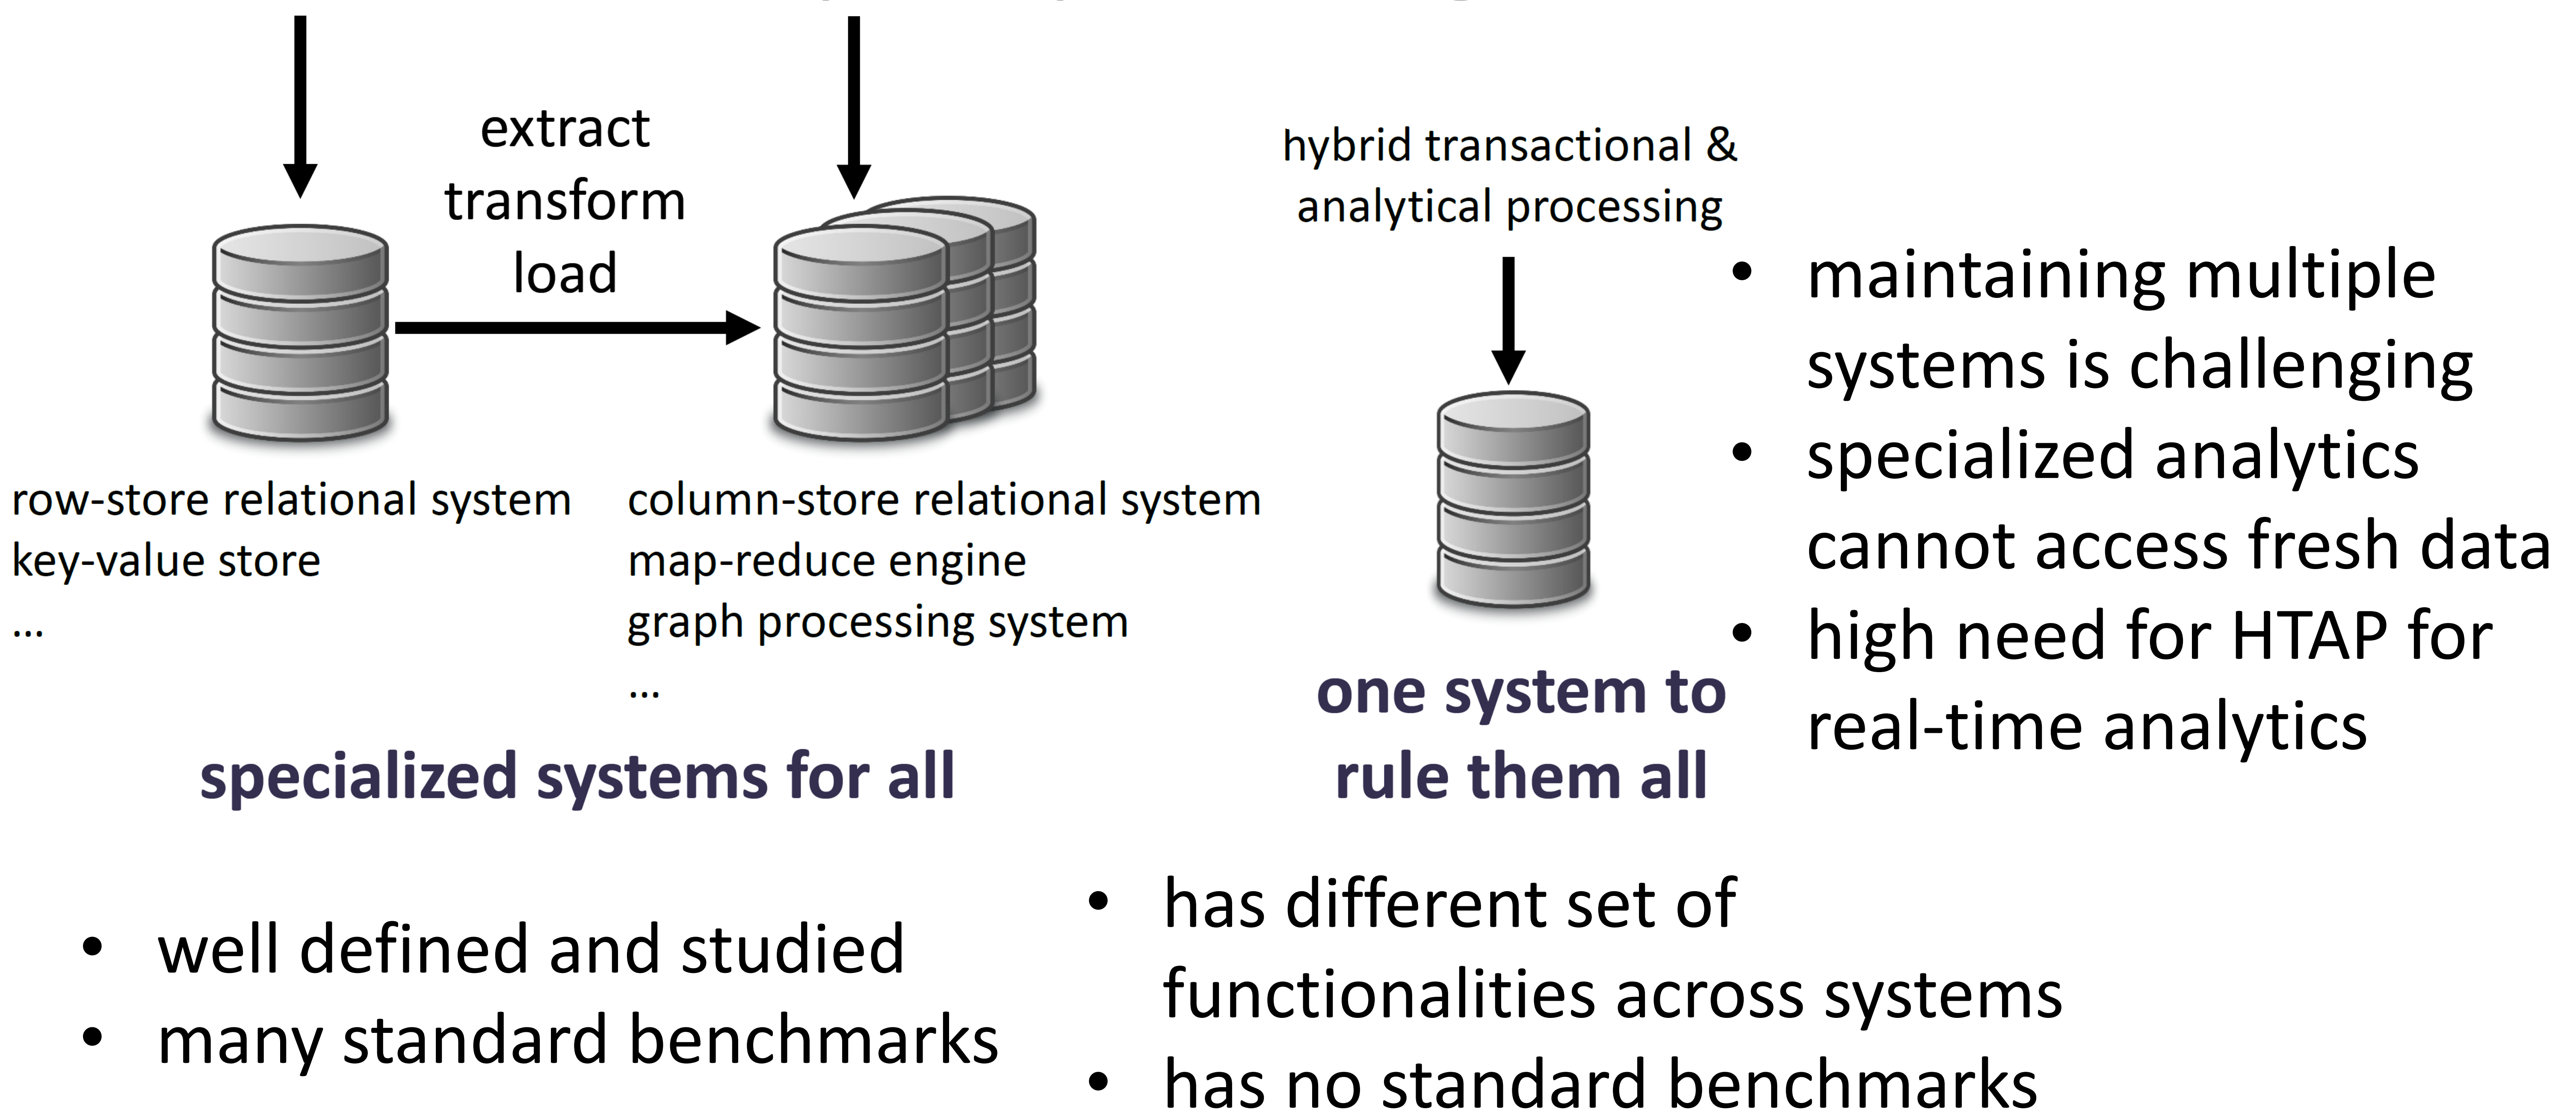 extract
transform
load
row-store relational system
key-value store
...
column-store relational system
map-reduce engine
graph processing system
...
specialized systems for all
• well defined and studied
• many standard benchmarks
hybrid transactional &
analytical processing
one system to
rule them all
• maintaining multiple
systems is challenging
• specialized analytics
cannot access fresh data
• high need for HTAP for
real-time analytics
• has different set of
functionalities across systems
• has no standard benchmarks